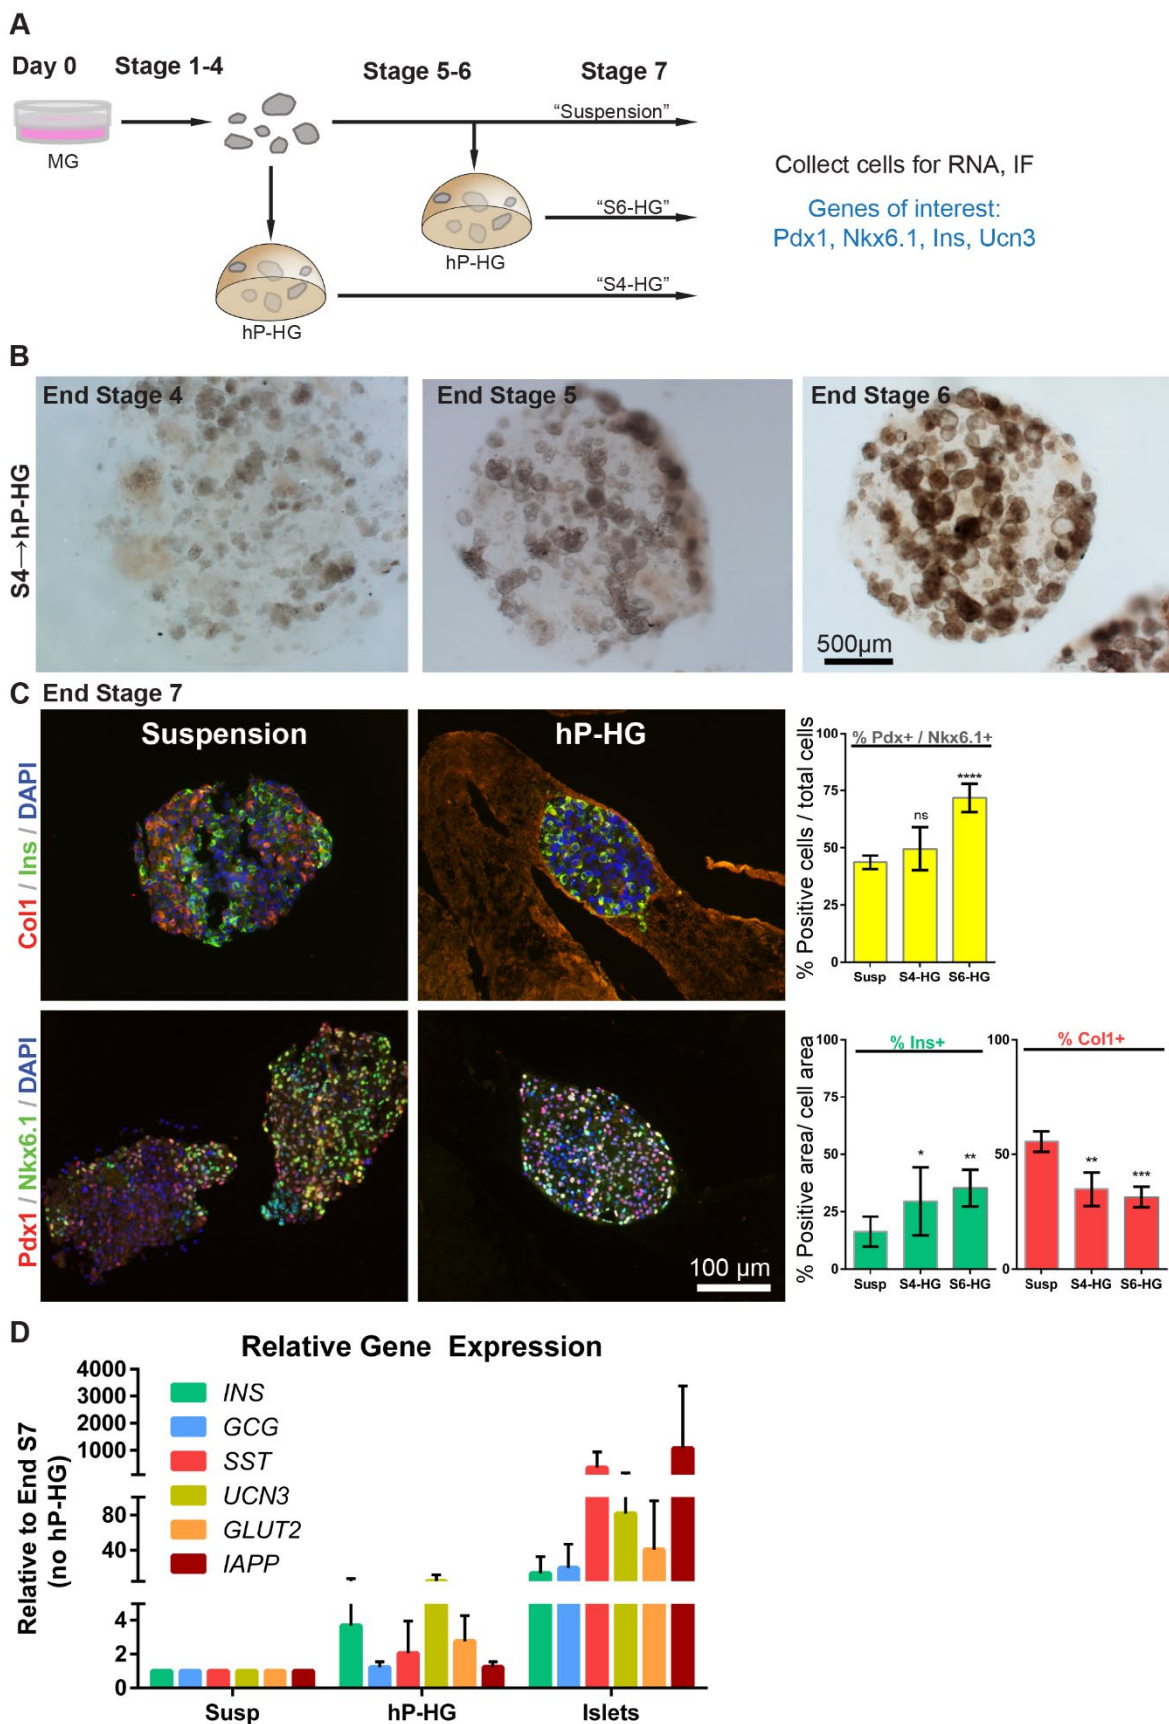 A
Day 0
Stage 1-4
Stage 5-6
Stage 7
MG
"Suspension"
hP-HG
"S6-HG"
hP-HG
"S4-HG"
Collect cells for RNA, IF
Genes of interest:
Pdx1, Nkx6.1, Ins, Ucn3
B
S4→hP-HG
End Stage 4
End Stage 5
End Stage 6
500µm
C
End Stage 7
Suspension
hP-HG
Col1 / Ins / DAPI
Pdx1 / Nkx6.1 / DAPI
100 µm
% Pdx+ / Nkx6.1+
% Positive cells / total cells
100
75
50
25
0
ns
****
Susp
S4-HG
S6-HG
% Ins+
% Positive area/ cell area
100
75
50
25
0
*
**
Susp
S4-HG
S6-HG
% Col1+
100
50
0
**
***
Susp
S4-HG
S6-HG
D
Relative Gene Expression
Relative to End S7
(no hP-HG)
4000
3000
2000
1000
80
40
4
2
0
INS
GCG
SST
UCN3
GLUT2
IAPP
Susp
hP-HG
Islets